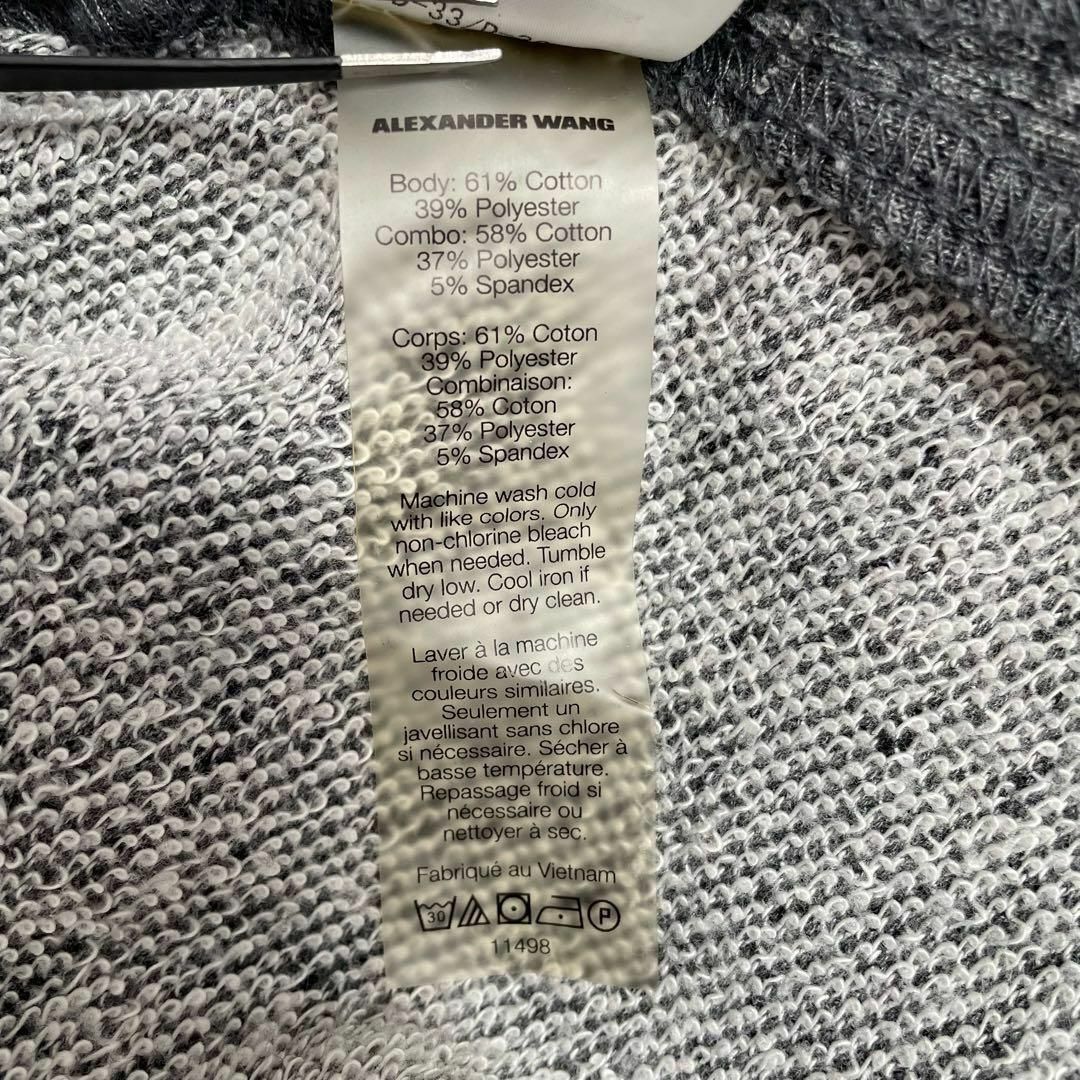 ALEXANDER WANG
Body: 61% Cotton
39% Polyester
Combo: 58% Cotton
37% Polyester
5% Spandex
Corps: 61% Coton
39% Polyester
Combinaison:
58% Coton
37% Polyester
5% Spandex
Machine wash cold
with like colors. Only
non-chlorine bleach
when needed. Tumble
dry low. Cool iron if
needed or dry clean.
Laver à la machine
froide avec des
couleurs similaires.
Seulement un
javellisant sans chlore
si nécessaire. Sécher à
basse température.
Repassage froid si
nécessaire ou
nettoyer à sec.
Fabriqué au Vietnam
30 P
11498